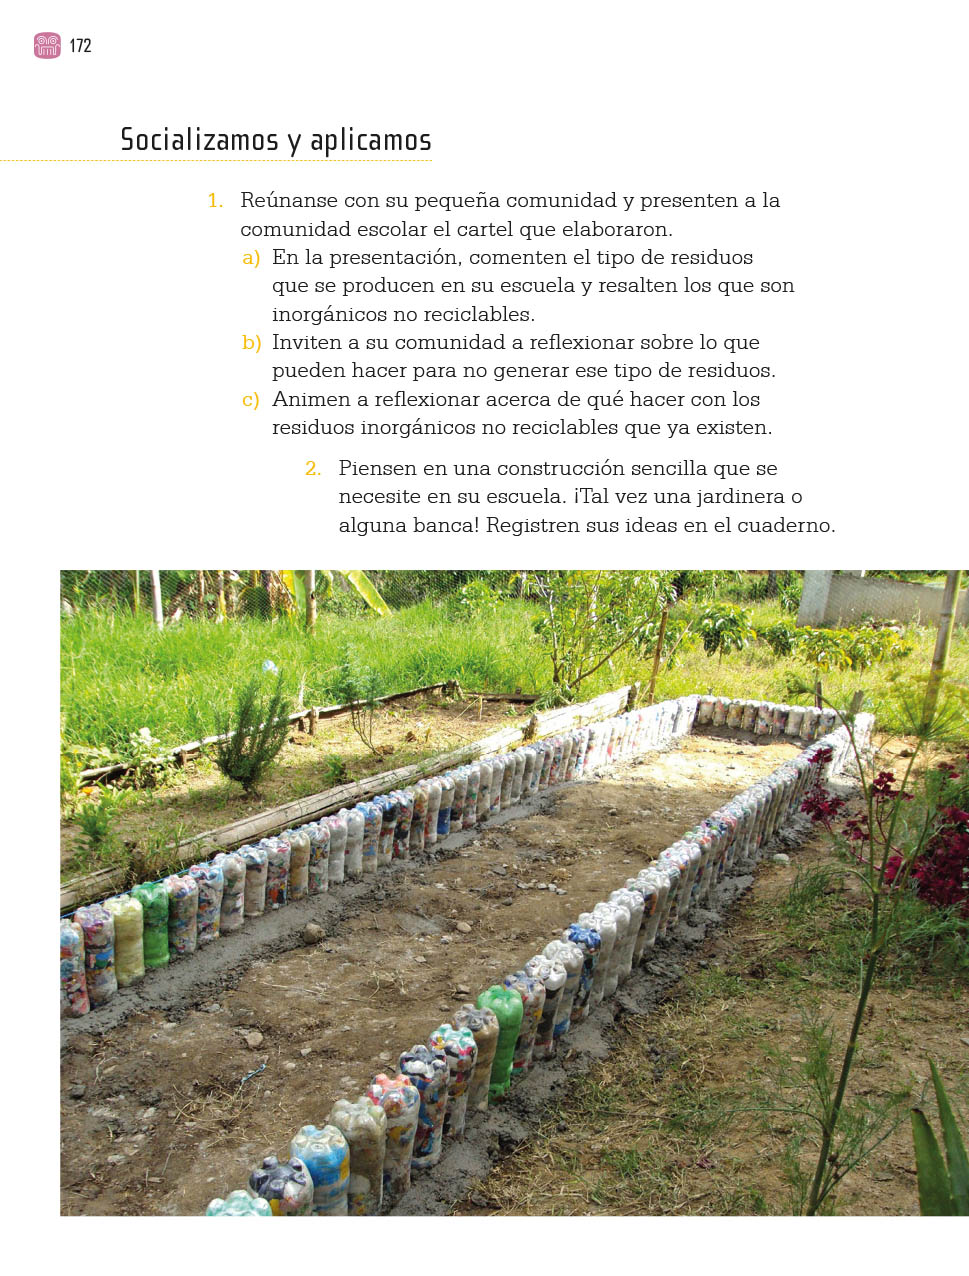 172
Socializamos y aplicamos
1. Reúnanse con su pequeña comunidad y presenten a la
comunidad escolar el cartel que elaboraron.
a) En la presentación, comenten el tipo de residuos
que se producen en su escuela y resalten los que son
inorgánicos no reciclables.
b) Inviten a su comunidad a reflexionar sobre lo que
pueden hacer para no generar ese tipo de residuos.
c) Animen a reflexionar acerca de qué hacer con los
residuos inorgánicos no reciclables que ya existen.
2. Piensen en una construcción sencilla que se
necesite en su escuela. ¡Tal vez una jardinera o
alguna banca! Registren sus ideas en el cuaderno.